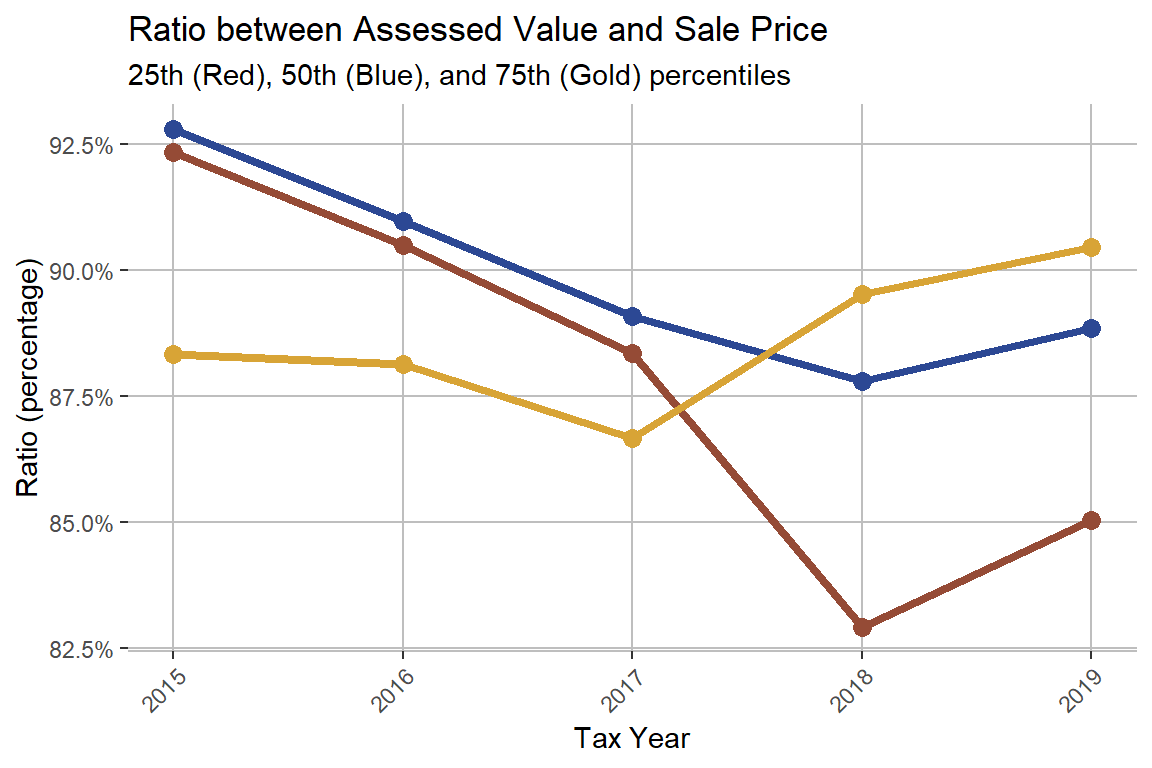 Ratio between Assessed Value and Sale Price
25th (Red), 50th (Blue), and 75th (Gold) percentiles
Ratio (percentage)
92.5%
90.0%
87.5%
85.0%
82.5%
2015
2016
2017
2018
2019
Tax Year